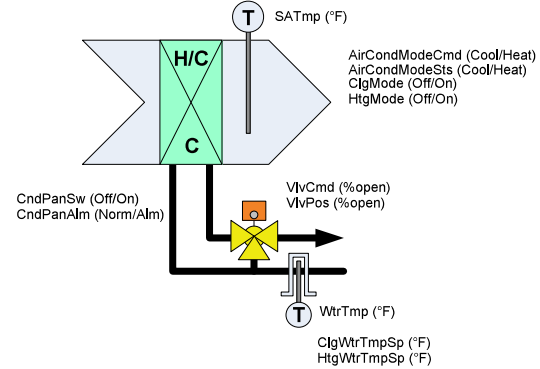 T
SATmp (°F)
H/C
C
AirCondModeCmd (Cool/Heat)
AirCondModeSts (Cool/Heat)
ClgMode (Off/On)
HtgMode (Off/On)
CndPanSw (Off/On)
CndPanAlm (Norm/Alm)
VlvCmd (%open)
VlvPos (%open)
T
WtrTmp (°F)
ClgWtrTmpSp (°F)
HtgWtrTmpSp (°F)